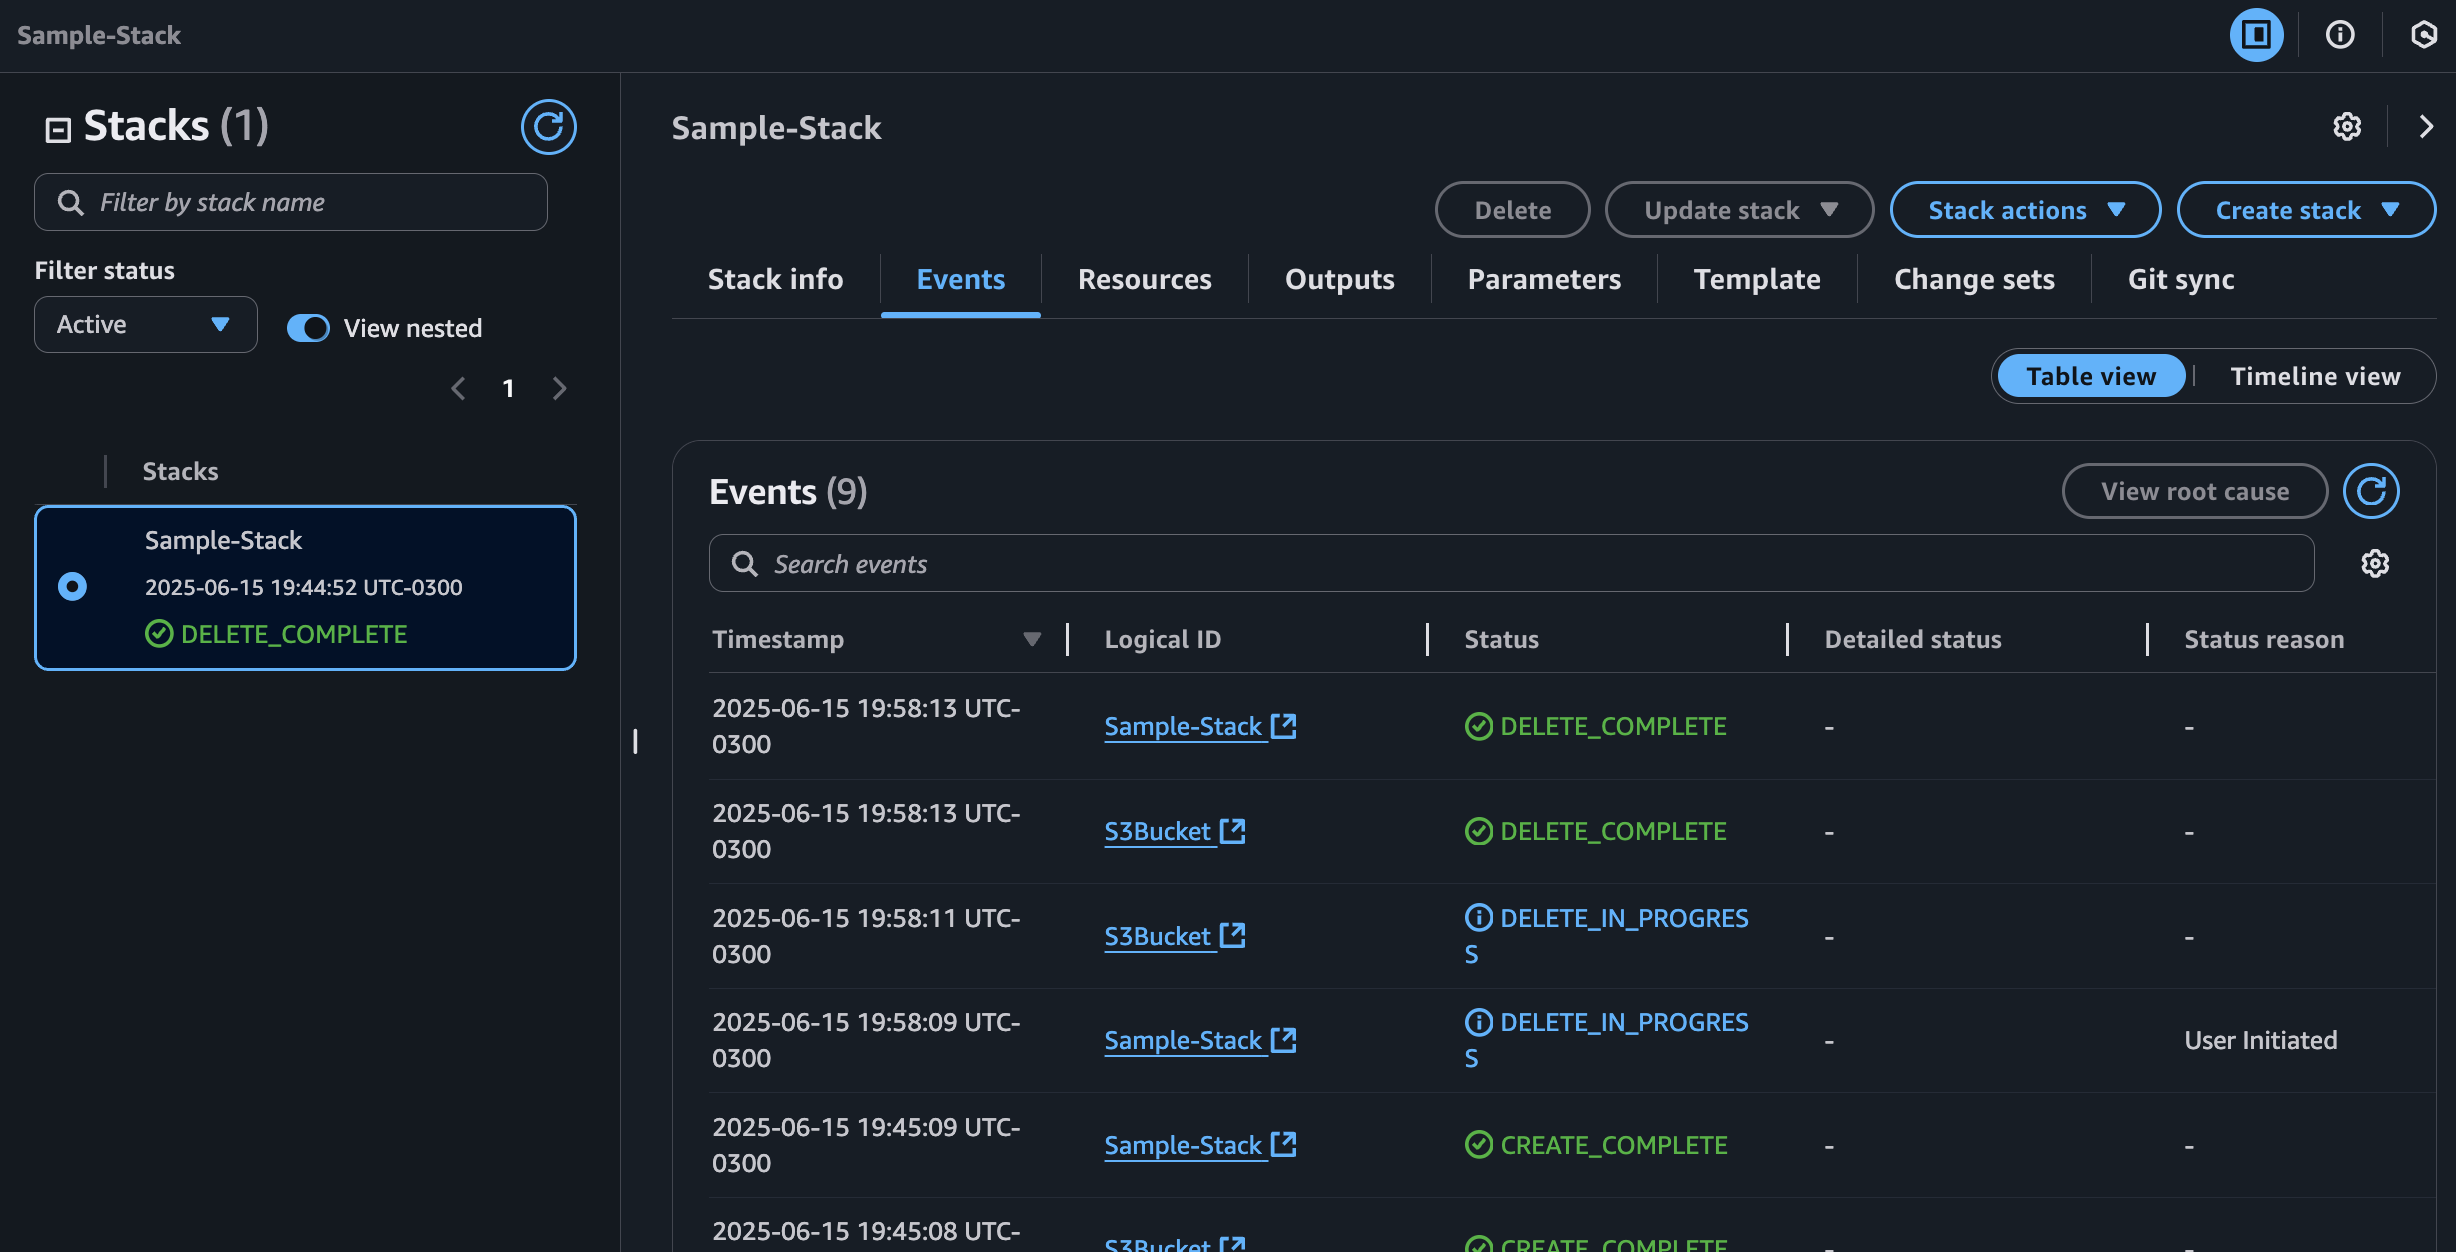 Sample-Stack
Stacks (1)
Filter by stack name
Filter status
Active
View nested
1
Stacks
Sample-Stack
2025-06-15 19:44:52 UTC-0300
DELETE_COMPLETE
Sample-Stack
Delete
Update stack
Stack actions
Create stack
Stack info
Events
Resources
Outputs
Parameters
Template
Change sets
Git sync
Table view
Timeline view
Events (9)
View root cause
Search events
Timestamp
Logical ID
Status
Detailed status
Status reason
2025-06-15 19:58:13 UTC-
0300
Sample-Stack
DELETE_COMPLETE
-
-
2025-06-15 19:58:13 UTC-
0300
S3Bucket
DELETE_COMPLETE
-
-
2025-06-15 19:58:11 UTC-
0300
S3Bucket
DELETE_IN_PROGRES
S
-
-
2025-06-15 19:58:09 UTC-
0300
Sample-Stack
DELETE_IN_PROGRES
S
-
User Initiated
2025-06-15 19:45:09 UTC-
0300
Sample-Stack
CREATE_COMPLETE
-
-
2025-06-15 19:45:08 UTC-
S3Bucket
CREATE_COMPLETE
-
-